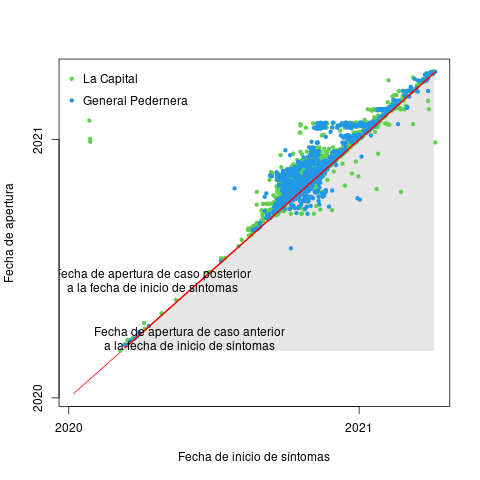 La Capital
General Pedernera
2021
Fecha de apertura
Fecha de apertura de caso posterior
a la fecha de inicio de síntomas
Fecha de apertura de caso anterior
a la fecha de inicio de síntomas
2020
2020
2021
Fecha de inicio de síntomas